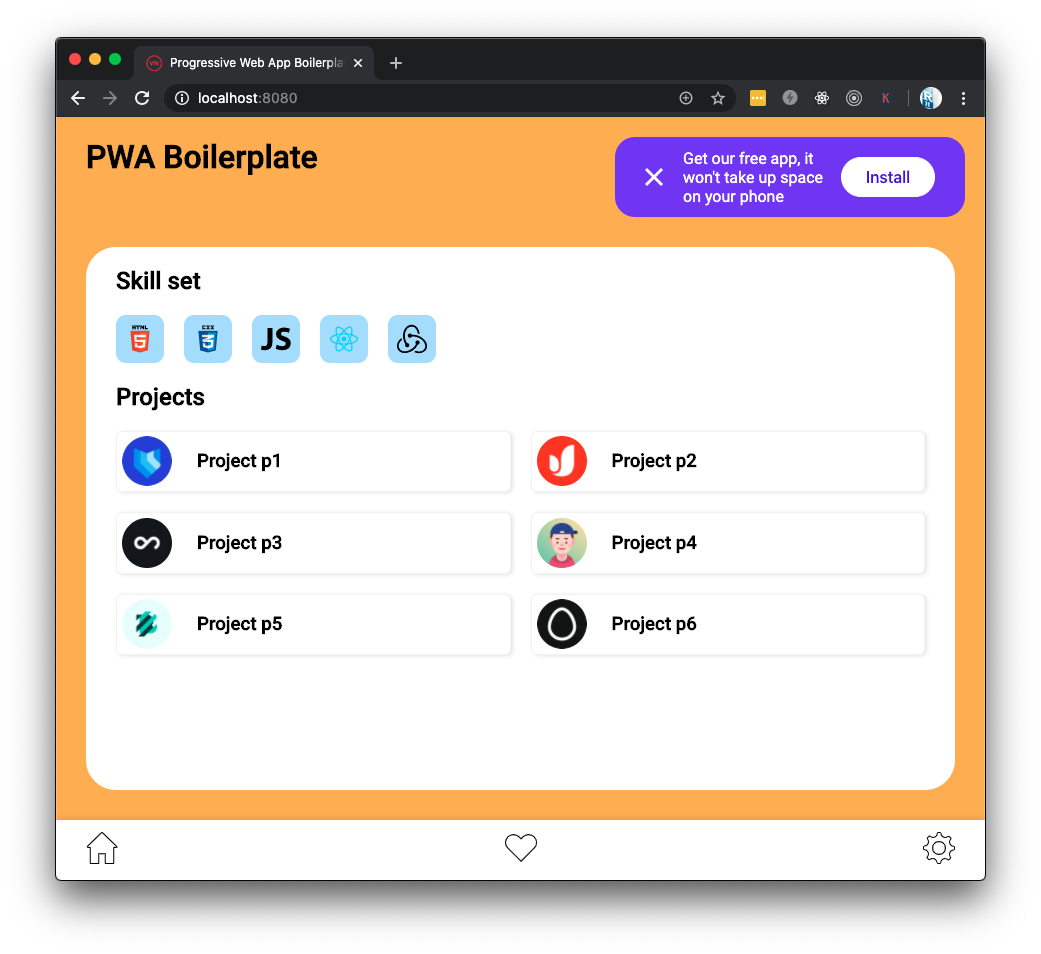 Progressive Web App Boilerpla
localhost:8080
K
PWA Boilerplate
Get our free app, it
won't take up space
on your phone
Install
Skill set
HTML
5
CSS
3
JS
Projects
Project p1
Project p2
Project p3
Project p4
Project p5
Project p6